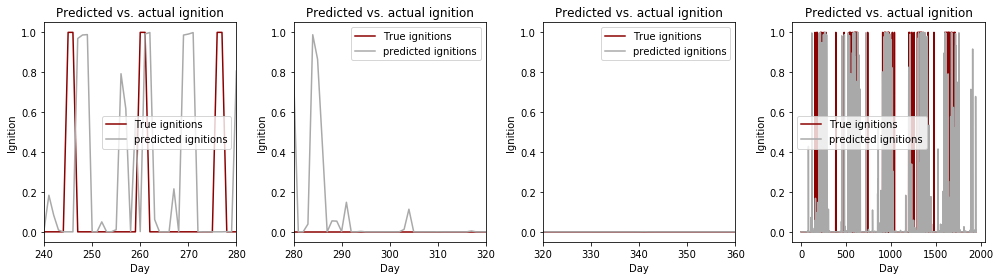 Predicted vs. actual ignition
Ignition
1.0
0.8
0.6
0.4
0.2
0.0
True ignitions
predicted ignitions
240 250 260 270 280
Day
Predicted vs. actual ignition
Ignition
1.0
0.8
0.6
0.4
0.2
0.0
True ignitions
predicted ignitions
280 290 300 310 320
Day
Predicted vs. actual ignition
Ignition
1.0
0.8
0.6
0.4
0.2
0.0
True ignitions
predicted ignitions
320 330 340 350 360
Day
Predicted vs. actual ignition
Ignition
1.0
0.8
0.6
0.4
0.2
0.0
True ignitions
predicted ignitions
0 500 1000 1500 2000
Day